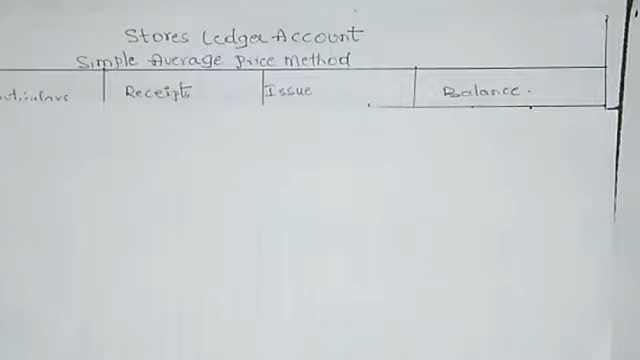 Stores Ledger Account
Simple Average Price Method
Receipts Issue Balance.